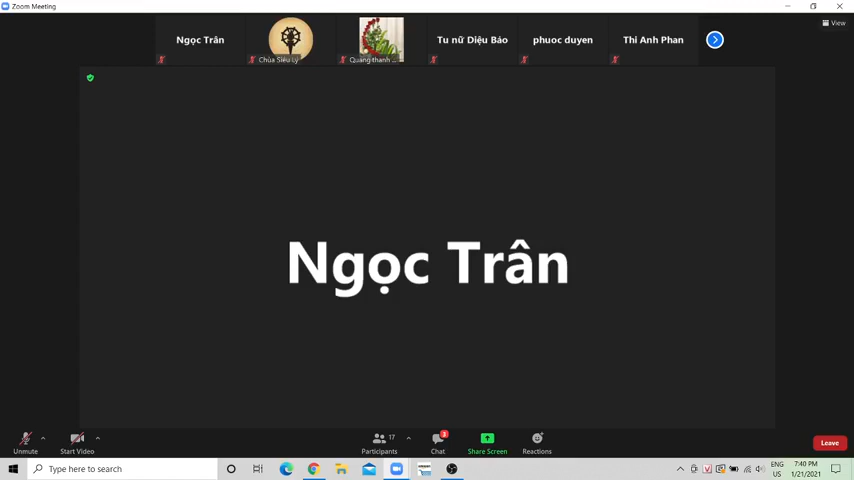 Zoom Meeting
View
Ngọc Trân
Chùa Siêu Lý
Quang thanh ...
Tu nữ Diệu Bảo
phuoc duyen
Thi Anh Phan
Ngọc Trân
Unmute
Start Video
17
Participants
3
Chat
Share Screen
Reactions
Leave
Type here to search
ENG
US
7:40 PM
1/21/2021